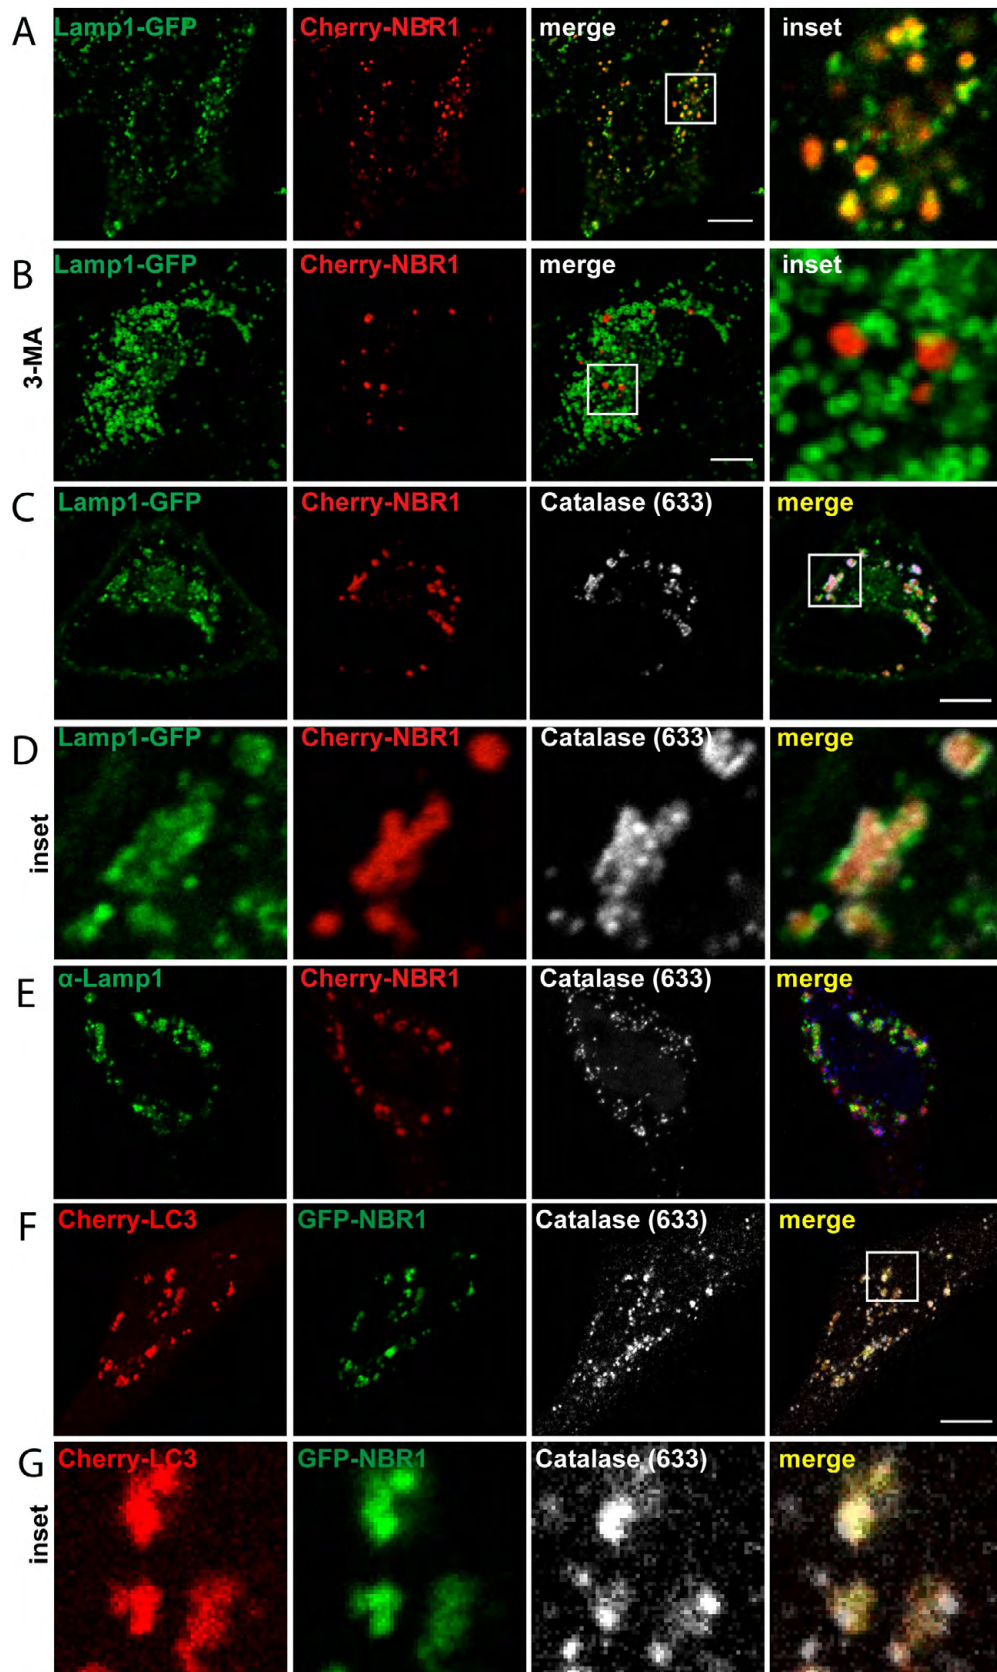 A Lamp1-GFP Cherry-NBR1 merge inset
B Lamp1-GFP Cherry-NBR1 merge inset
3-MA
C Lamp1-GFP Cherry-NBR1 Catalase (633) merge
D Lamp1-GFP Cherry-NBR1 Catalase (633) merge
inset
E α-Lamp1 Cherry-NBR1 Catalase (633) merge
F Cherry-LC3 GFP-NBR1 Catalase (633) merge
G Cherry-LC3 GFP-NBR1 Catalase (633) merge
inset